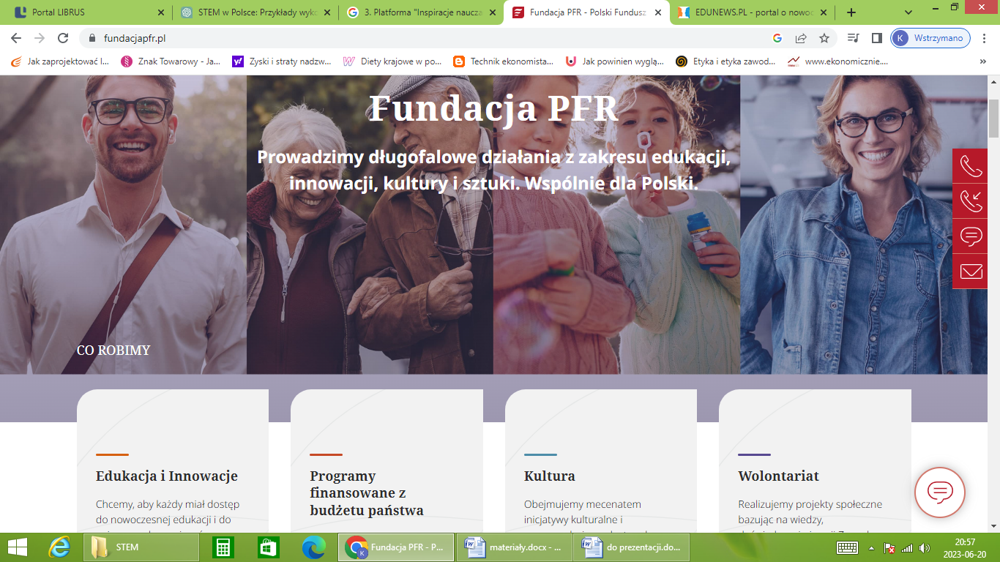 Portal LIBRUS
STEM w Polsce: Przykłady wyko
3. Platforma "Inspiracje naucza
Fundacja PFR - Polski Fundusz
EDUNEWS.PL - portal o nowoc
fundacjapfr.pl
K Wstrzymano
Jak zaprojektować l...
Znak Towarowy - Ja...
Zyski i straty nadzw...
Diety krajowe w po...
Technik ekonomista...
Jak powinien wyglą...
Etyka i etyka zawod...
www.ekonomicznie....
Fundacja PFR
Prowadzimy długofalowe działania z zakresu edukacji,
innowacji, kultury i sztuki. Wspólnie dla Polski.
CO ROBIMY
Edukacja i Innowacje
Chcemy, aby każdy miał dostęp
do nowoczesnej edukacji i do
Programy
finansowane z
budżetu państwa
Kultura
Obejmujemy mecenatem
inicjatywy kulturalne i
Wolontariat
Realizujemy projekty społeczne
bazując na wiedzy,
STEM
Fundacja PFR - P...
materiały.docx - ...
do prezentacji.do...
20:57
2023-06-20